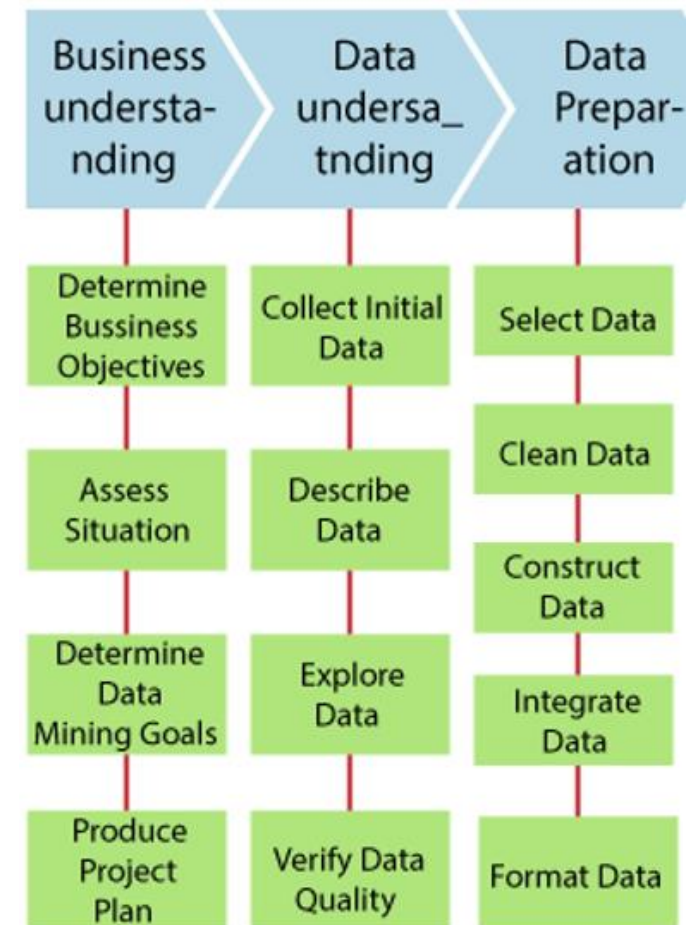 Business
understa-
nding
Data
undersa_
tnding
Data
Prepar-
ation
Determine
Bussiness
Objectives
Assess
Situation
Determine
Data
Mining Goals
Produce
Project
Plan
Collect Initial
Data
Describe
Data
Explore
Data
Verify Data
Quality
Select Data
Clean Data
Construct
Data
Integrate
Data
Format Data